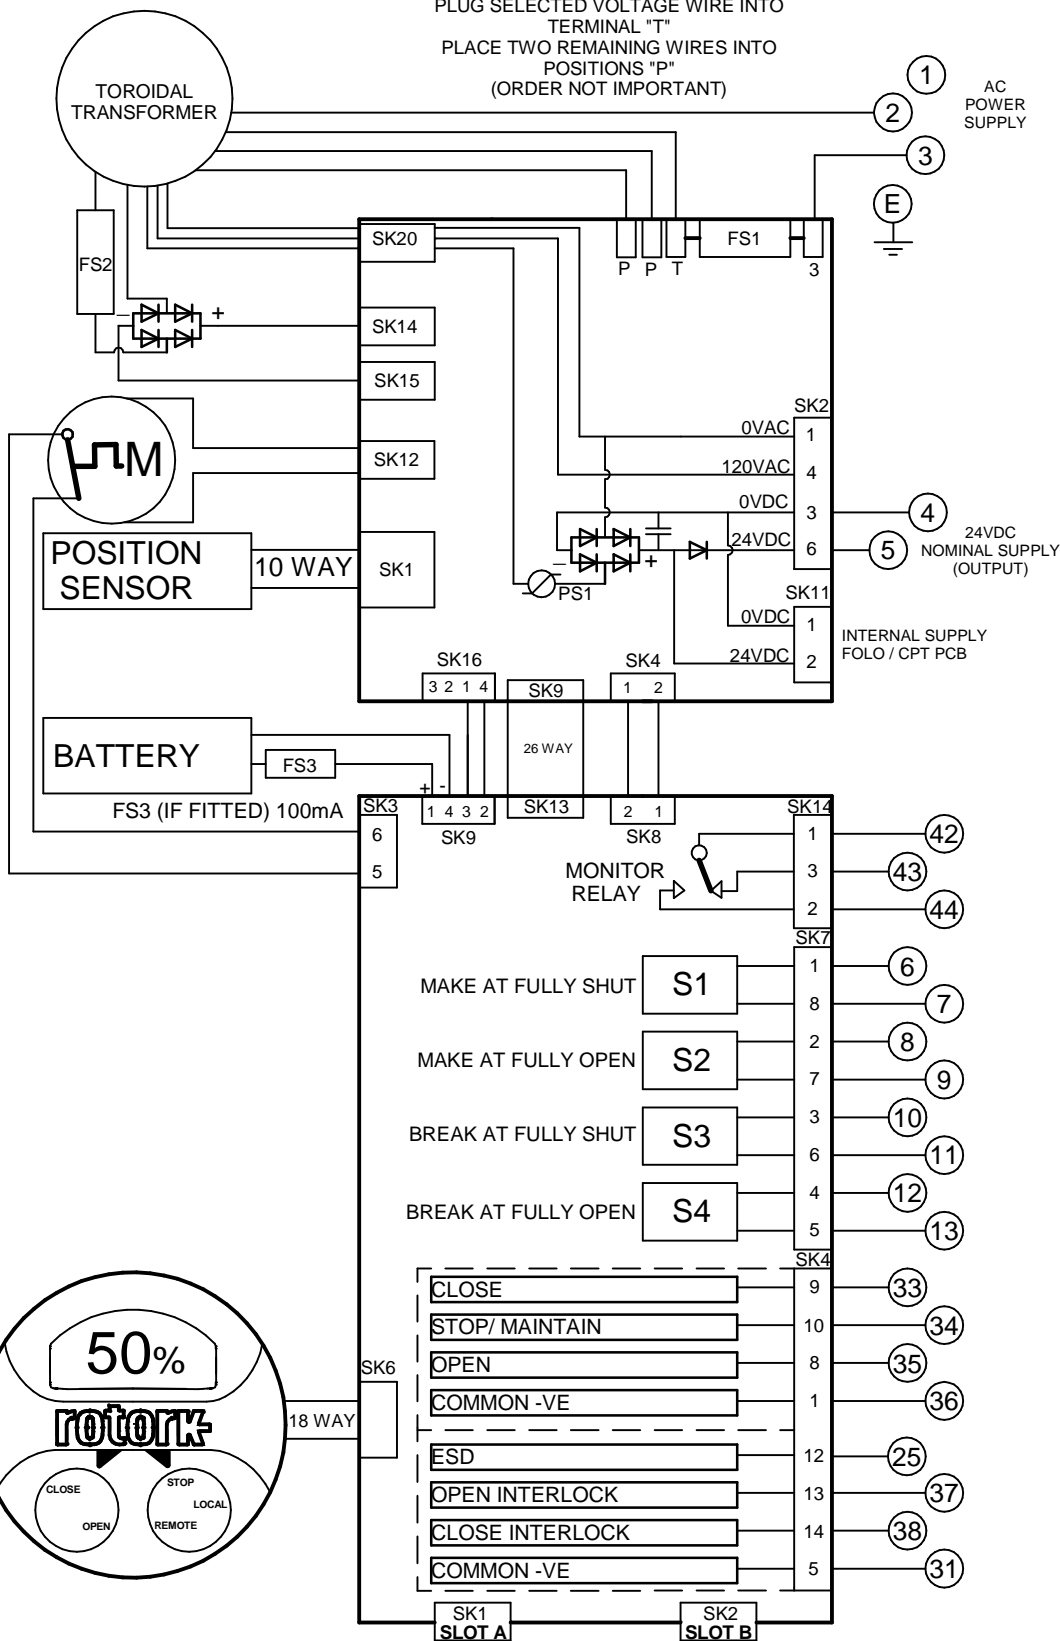 PLUG SELECTED VOLTAGE WIRE INTO
TERMINAL "T"
PLACE TWO REMAINING WIRES INTO
POSITIONS "P"
(ORDER NOT IMPORTANT)
TOROIDAL
TRANSFORMER
1
2
3
E
AC
POWER
SUPPLY
FS2
SK20
P P T
FS1
3
- +
SK14
SK15
SK12
M
POSITION
SENSOR
10 WAY
SK1
SK2
0VAC 1
120VAC 4
0VDC 3
24VDC 6
4
5
24VDC
NOMINAL SUPPLY
(OUTPUT)
- +
PS1
SK11
0VDC 1
24VDC 2
INTERNAL SUPPLY
FOLO / CPT PCB
SK16
3 2 1 4
SK9
SK4
1 2
BATTERY
FS3
26 WAY
FS3 (IF FITTED) 100mA
+ -
SK3
6
5
1 4 3 2
SK9
SK13
2 1
SK8
SK14
MONITOR
RELAY
1 42
3 43
2 44
SK7
MAKE AT FULLY SHUT S1
1 6
8 7
MAKE AT FULLY OPEN S2
2 8
7 9
BREAK AT FULLY SHUT S3
3 10
6 11
BREAK AT FULLY OPEN S4
4 12
5 13
SK4
CLOSE 9 33
STOP/ MAINTAIN 10 34
OPEN 8 35
COMMON -VE 1 36
ESD 12 25
OPEN INTERLOCK 13 37
CLOSE INTERLOCK 14 38
COMMON -VE 5 31
50%
rotork
CLOSE
OPEN
STOP
LOCAL
REMOTE
18 WAY
SK6
SK1
SLOT A
SK2
SLOT B